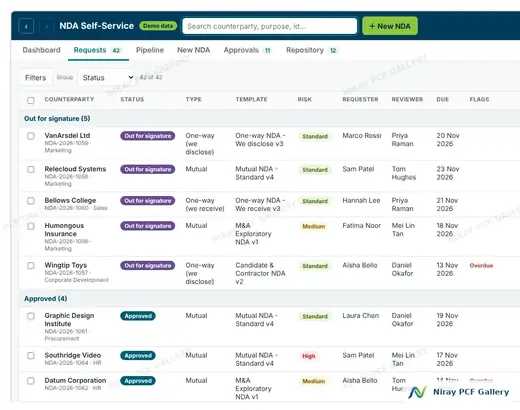 NDA Self-Service
Demo data
Search counterparty, purpose, id...
+ New NDA
Dashboard
Requests 42
Pipeline
New NDA
Approvals 11
Repository 12
Filters
Group
Status
42 of 42
COUNTERPARTY STATUS TYPE TEMPLATE RISK REQUESTER REVIEWER DUE FLAGS
Out for signature (5)
VanArsdel Ltd
NDA-2026-1059 ·
Marketing
Out for signature
One-way
(we
disclose)
One-way NDA -
We disclose v3
Standard
Marco Rossi
Priya
Raman
20 Nov
2026
Relecloud Systems
NDA-2026-1058 ·
Marketing
Out for signature
Mutual
Mutual NDA -
Standard v4
Standard
Sam Patel
Tom
Hughes
23 Nov
2026
Bellows College
NDA-2026-1060 · Sales
Out for signature
One-way
(we receive)
One-way NDA -
We receive v3
Standard
Hannah Lee
Priya
Raman
21 Nov
2026
Humongous
Insurance
NDA-2026-1056 ·
Marketing
Out for signature
Mutual
M&A
Exploratory
NDA v1
Medium
Fatima Noor
Mei Lin
Tan
18 Nov
2026
Wingtip Toys
NDA-2026-1057 ·
Corporate Development
Out for signature
One-way
(we
disclose)
Candidate &
Contractor NDA
v2
Standard
Aisha Bello
Daniel
Okafor
13 Nov
2026
Overdue
Approved (4)
Graphic Design
Institute
NDA-2026-1061 ·
Procurement
Approved
Mutual
Mutual NDA -
Standard v4
Standard
Laura Chen
Daniel
Okafor
19 Nov
2026
Southridge Video
NDA-2026-1064 · HR
Approved
Mutual
Mutual NDA -
Standard v4
High
Sam Patel
Mei Lin
Tan
17 Nov
2026
Datum Corporation
NDA-2026-1062 · HR
Approved
Mutual
M&A
Exploratory
NDA v1
Medium
Aisha Bello
Tom
14 Nov
Overdue
Niray PCF Gallery
NIRAY PCF GALLERY